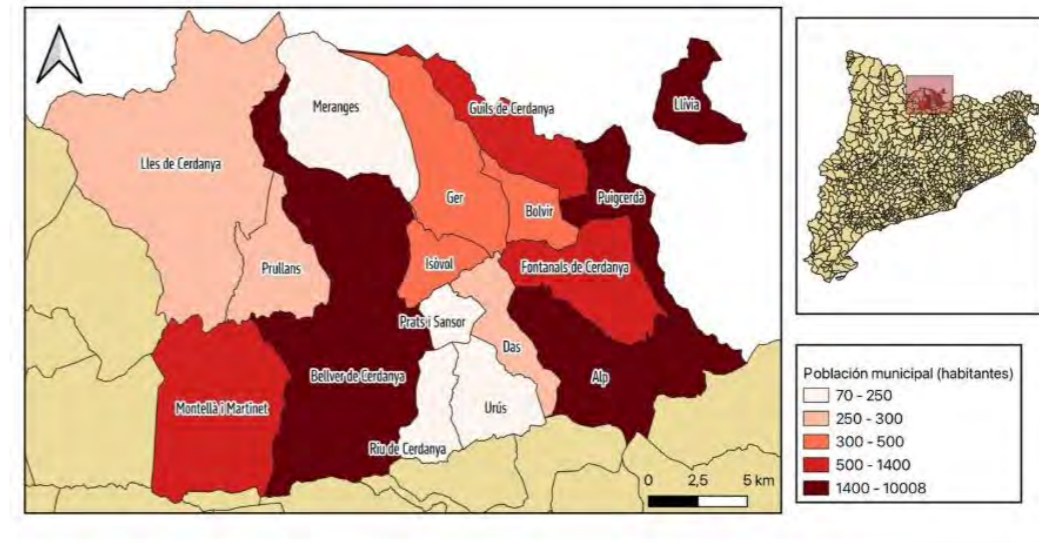 Meranges
Guils de Cerdanya
Llívia
Lles de Cerdanya
Ger
Puigcerdà
Bolvir
Prullans
Isòvol
Fontanals de Cerdanya
Prats i Sansor
Das
Bellver de Cerdanya
Alp
Montellà i Martinet
Urús
Riu de Cerdanya
0 2,5 5 km
Población municipal (habitantes)
70 - 250
250 - 300
300 - 500
500 - 1400
1400 - 10008